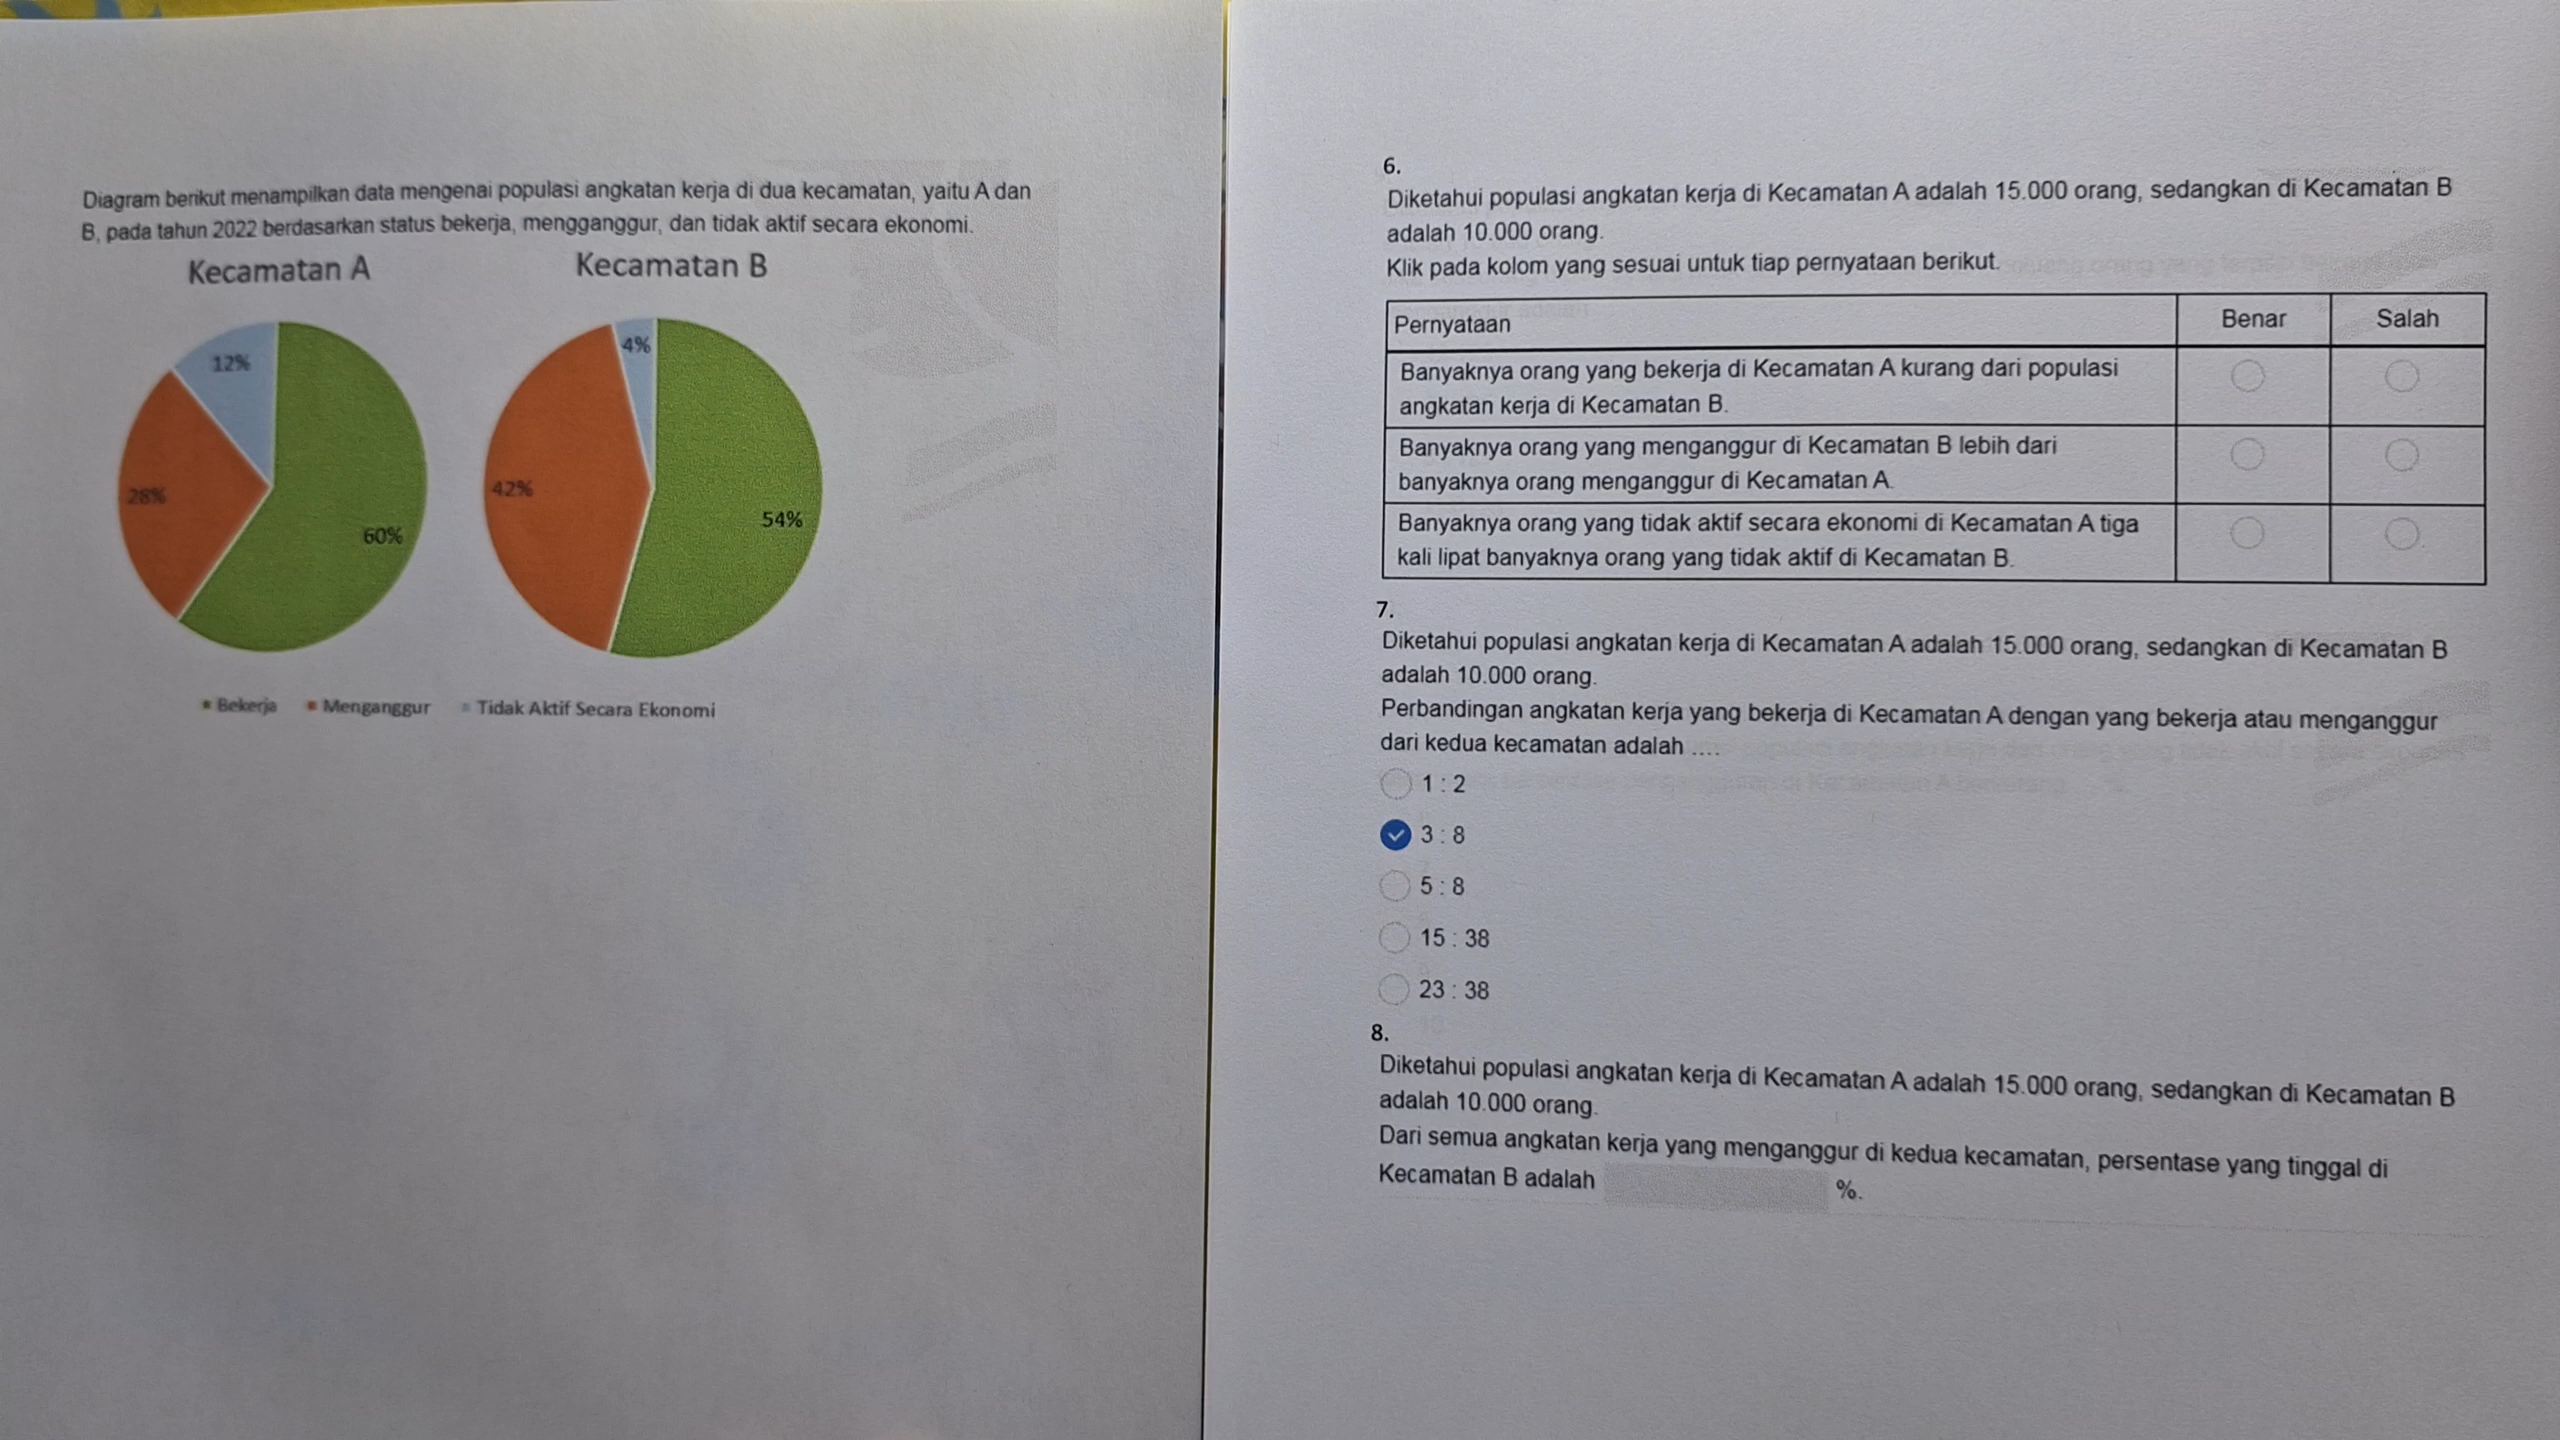 Diagram berikut menampilkan data mengenai populasi angkatan kerja di dua kecamatan, yaitu A dan
B, pada tahun 2022 berdasarkan status bekerja, mengganggur, dan tidak aktif secara ekonomi.
Kecamatan A
Kecamatan B
12%
28%
60%
4%
42%
54%
Bekerja Menganggur Tidak Aktif Secara Ekonomi
6.
Diketahui populasi angkatan kerja di Kecamatan A adalah 15.000 orang, sedangkan di Kecamatan B
adalah 10.000 orang.
Klik pada kolom yang sesuai untuk tiap pernyataan berikut.
Pernyataan Benar Salah
Banyaknya orang yang bekerja di Kecamatan A kurang dari populasi
angkatan kerja di Kecamatan B.
Banyaknya orang yang menganggur di Kecamatan B lebih dari
banyaknya orang menganggur di Kecamatan A.
Banyaknya orang yang tidak aktif secara ekonomi di Kecamatan A tiga
kali lipat banyaknya orang yang tidak aktif di Kecamatan B.
7.
Diketahui populasi angkatan kerja di Kecamatan A adalah 15.000 orang, sedangkan di Kecamatan B
adalah 10.000 orang.
Perbandingan angkatan kerja yang bekerja di Kecamatan A dengan yang bekerja atau menganggur
dari kedua kecamatan adalah ....
1 : 2
3 : 8
5 : 8
15 : 38
23 : 38
8.
Diketahui populasi angkatan kerja di Kecamatan A adalah 15.000 orang, sedangkan di Kecamatan B
adalah 10.000 orang.
Dari semua angkatan kerja yang menganggur di kedua kecamatan, persentase yang tinggal di
Kecamatan B adalah %.